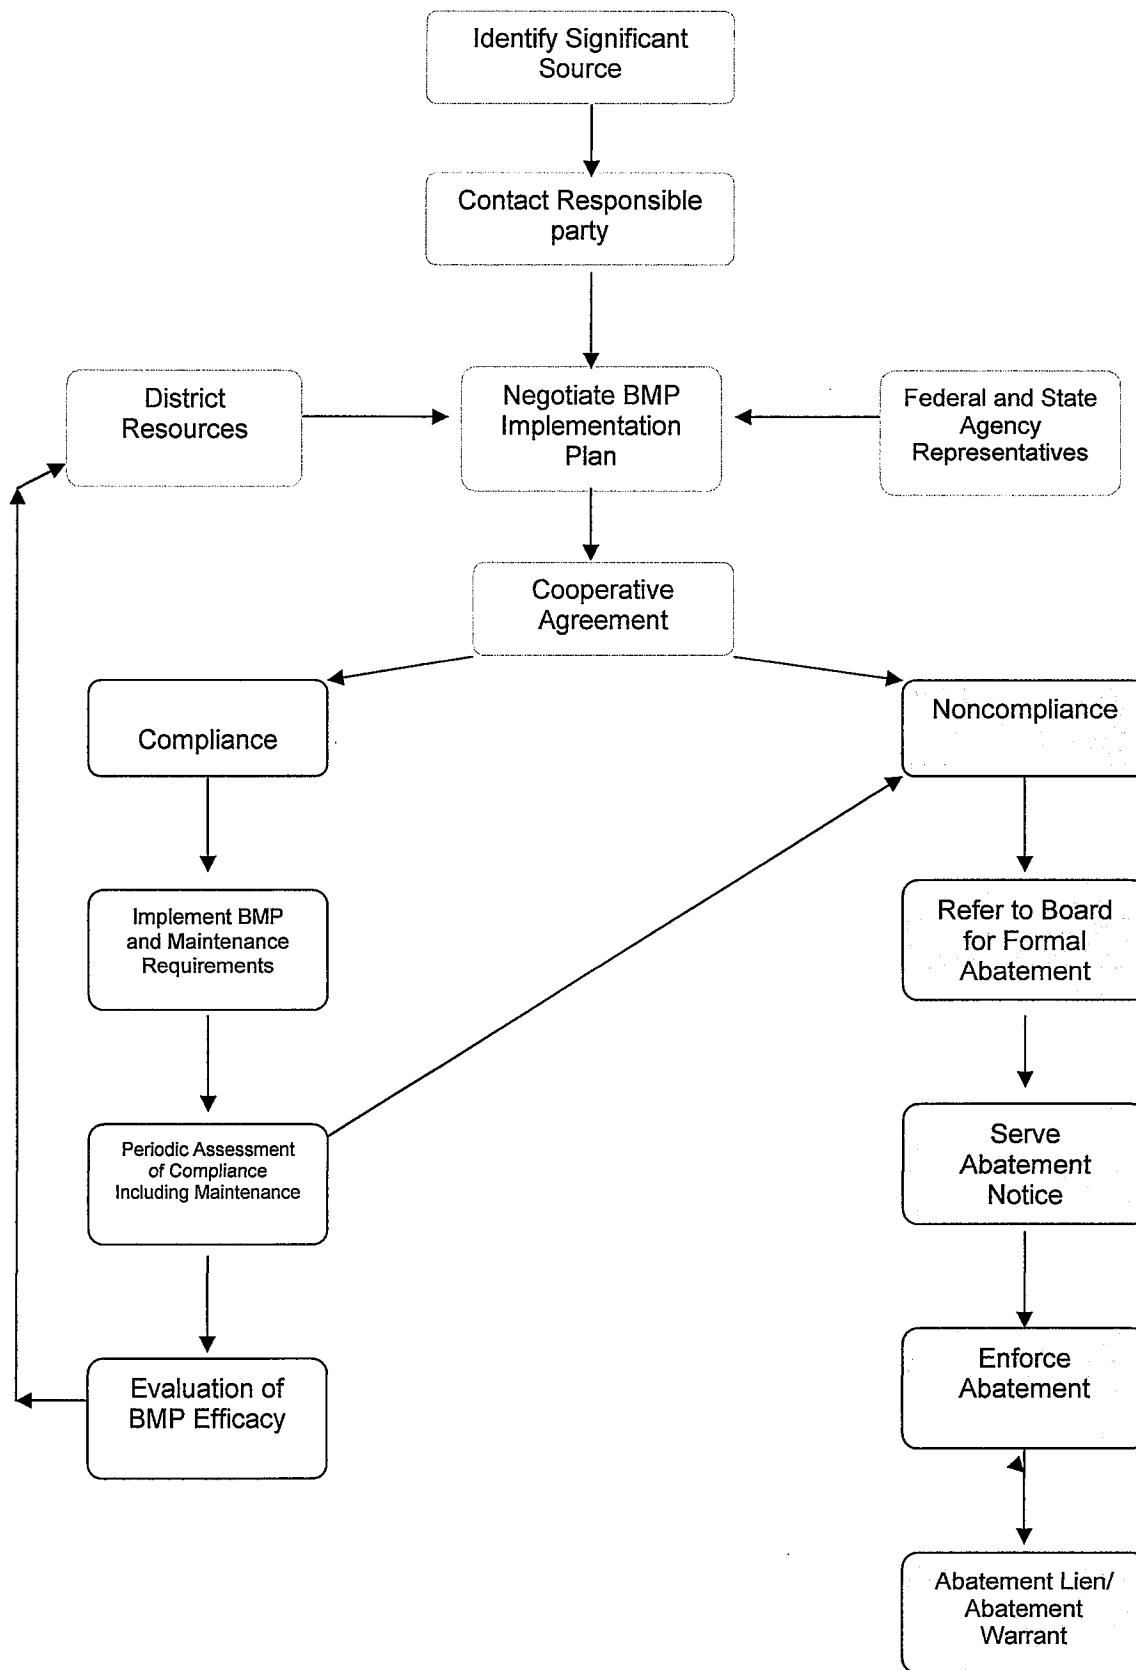 Identify Significant
Source
Contact Responsible
party
District
Resources
Negotiate BMP
Implementation
Plan
Federal and State
Agency
Representatives
Cooperative
Agreement
Compliance
Noncompliance
Implement BMP
and Maintenance
Requirements
Refer to Board
for Formal
Abatement
Periodic Assessment
of Compliance
Including Maintenance
Serve
Abatement
Notice
Evaluation of
BMP Efficacy
Enforce
Abatement
Abatement Lien/
Abatement
Warrant